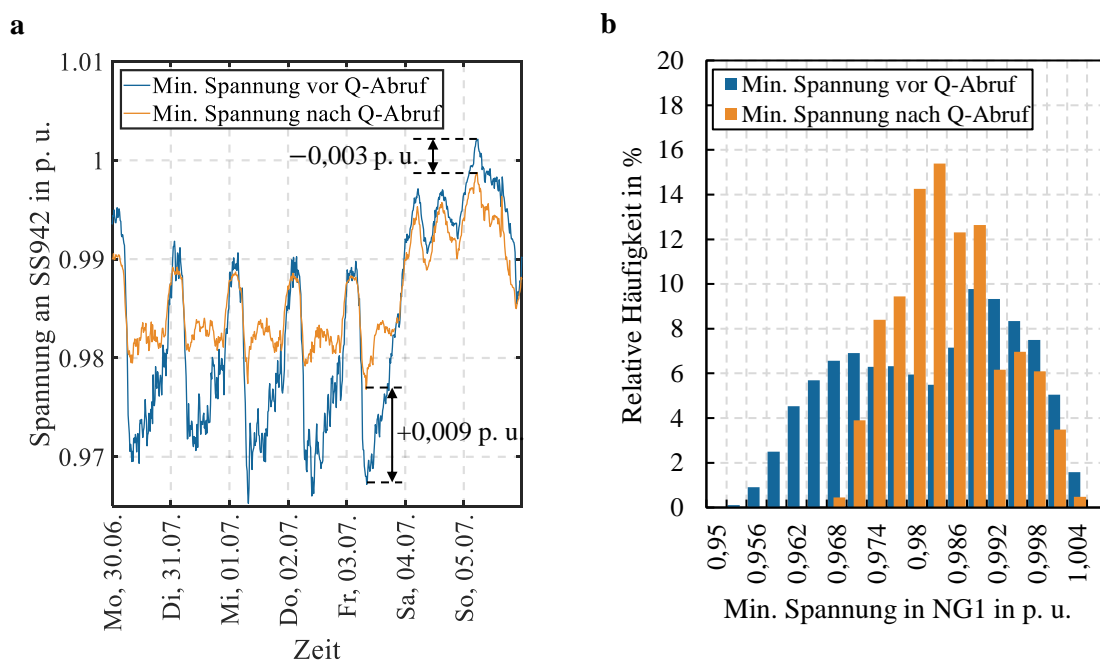 a
1.01
1
0.99
0.98
0.97
Spannung an SS942 in p. u.
Min. Spannung vor Q-Abruf
Min. Spannung nach Q-Abruf
−0,003 p. u.
+0,009 p. u.
Mo, 30.06.
Di, 31.07.
Mi, 01.07.
Do, 02.07.
Fr, 03.07.
Sa, 04.07.
So, 05.07.
Zeit
b
20
18
16
14
12
10
8
6
4
2
0
Relative Häufigkeit in %
Min. Spannung vor Q-Abruf
Min. Spannung nach Q-Abruf
0,95
0,956
0,962
0,968
0,974
0,98
0,986
0,992
0,998
1,004
Min. Spannung in NG1 in p. u.